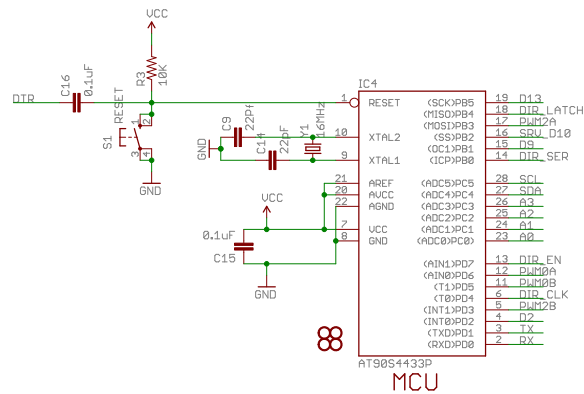 VCC
R3
10K
DTR
C16
0.1uF
RESET
S1
1
2
3
4
GND
C9
22Pf
C14
22pF
Y1
16MHz
GND
VCC
0.1uF
C15
GND
IC4
1 RESET (SCK)PB5 19 D13
(MISO)PB4 18 DIR_LATCH
(MOSI)PB3 17 PWM2A
10 XTAL2 (SS)PB2 16 SRV_D10
(OC1)PB1 15 D9
9 XTAL1 (ICP)PB0 14 DIR_SER
21 AREF (ADC5)PC5 28 SCL
20 AVCC (ADC4)PC4 27 SDA
22 AGND (ADC3)PC3 26 A3
(ADC2)PC2 25 A2
7 VCC (ADC1)PC1 24 A1
8 GND (ADC0)PC0 23 A0
(AIN1)PD7 13 DIR_EN
(AIN0)PD6 12 PWM0A
(T1)PD5 11 PWM0B
(T0)PD4 6 DIR_CLK
(INT1)PD3 5 PWM2B
(INT0)PD2 4 D2
(TXD)PD1 3 TX
(RXD)PD0 2 RX
AT90S4433P
MCU